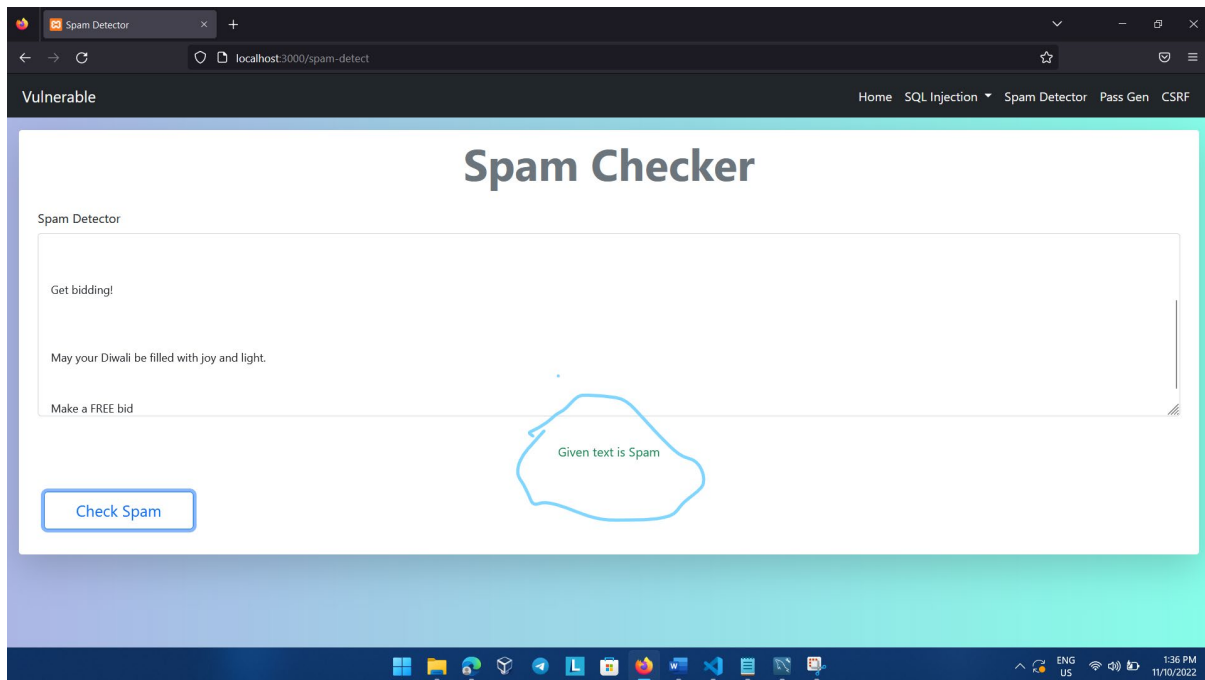 Spam Detector
localhost:3000/spam-detect
Vulnerable
Home SQL Injection Spam Detector Pass Gen CSRF
Spam Checker
Spam Detector
Get bidding!
May your Diwali be filled with joy and light.
Make a FREE bid
Given text is Spam
Check Spam
ENG
US
1:36 PM
11/10/2022